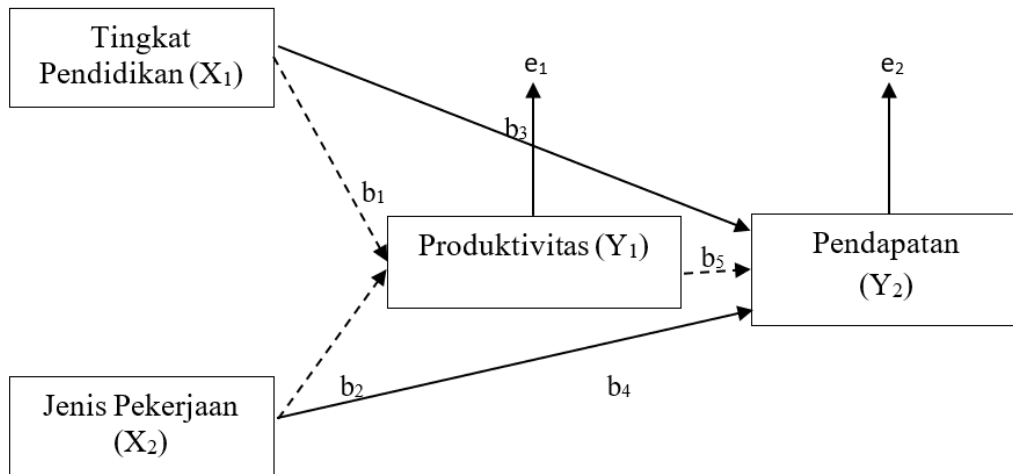 Tingkat
Pendidikan (X₁)
e₁
e₂
b₃
b₁
Produktivitas (Y₁)
b₅
Pendapatan
(Y₂)
b₂
b₄
Jenis Pekerjaan
(X₂)